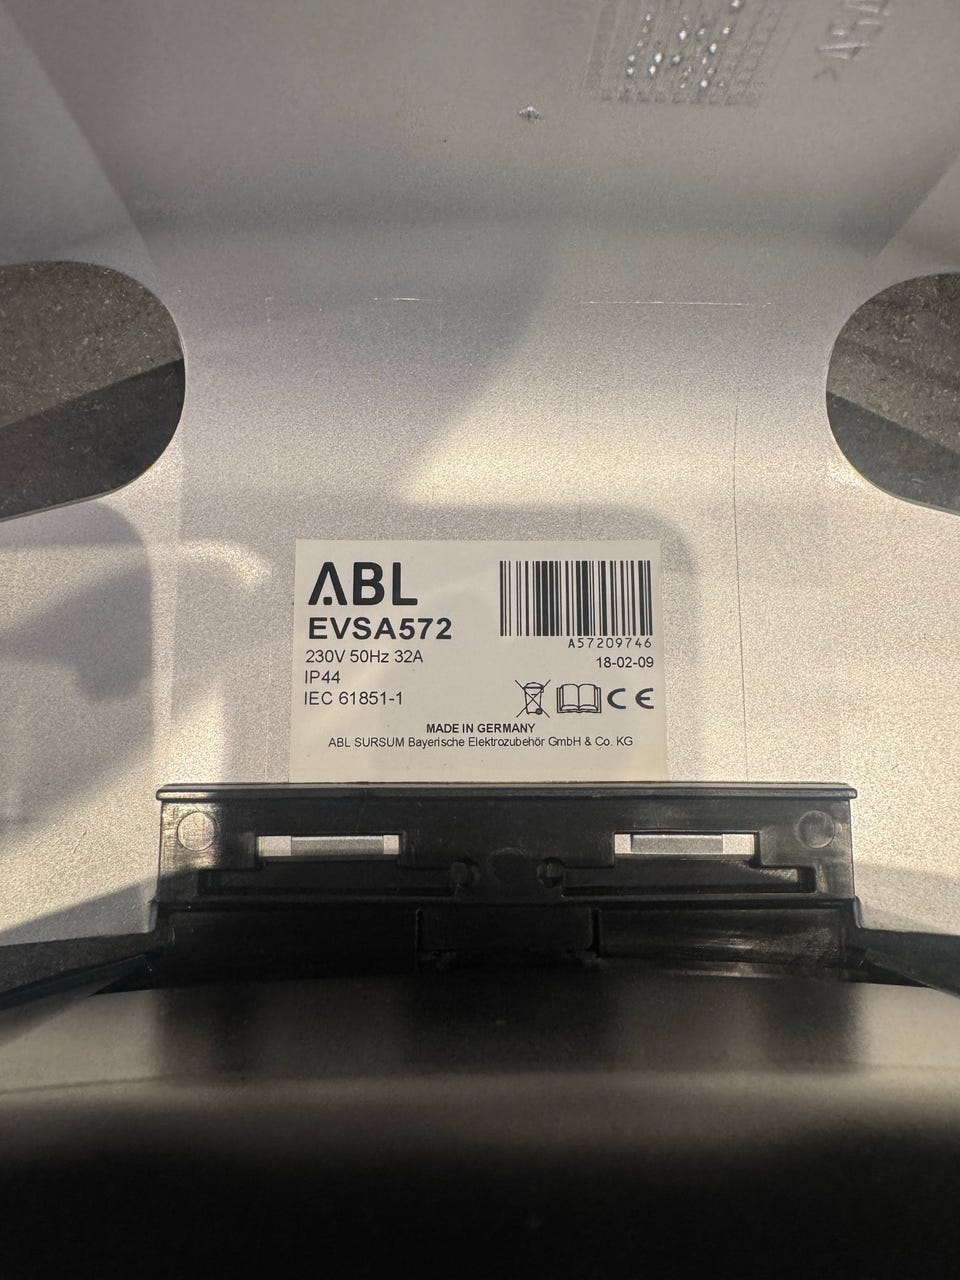 ABL
EVSA572
230V 50Hz 32A
IP44
IEC 61851-1
A57209746
18-02-09
CE
MADE IN GERMANY
ABL SURSUM Bayerische Elektrozubehör GmbH & Co. KG